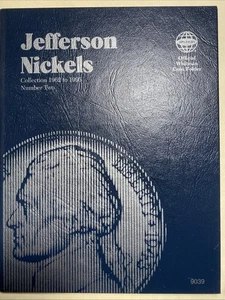 Jefferson
Nickels
Collection 1962 to 1995
Number Two
Official
Whitman
Coin Folder
9039